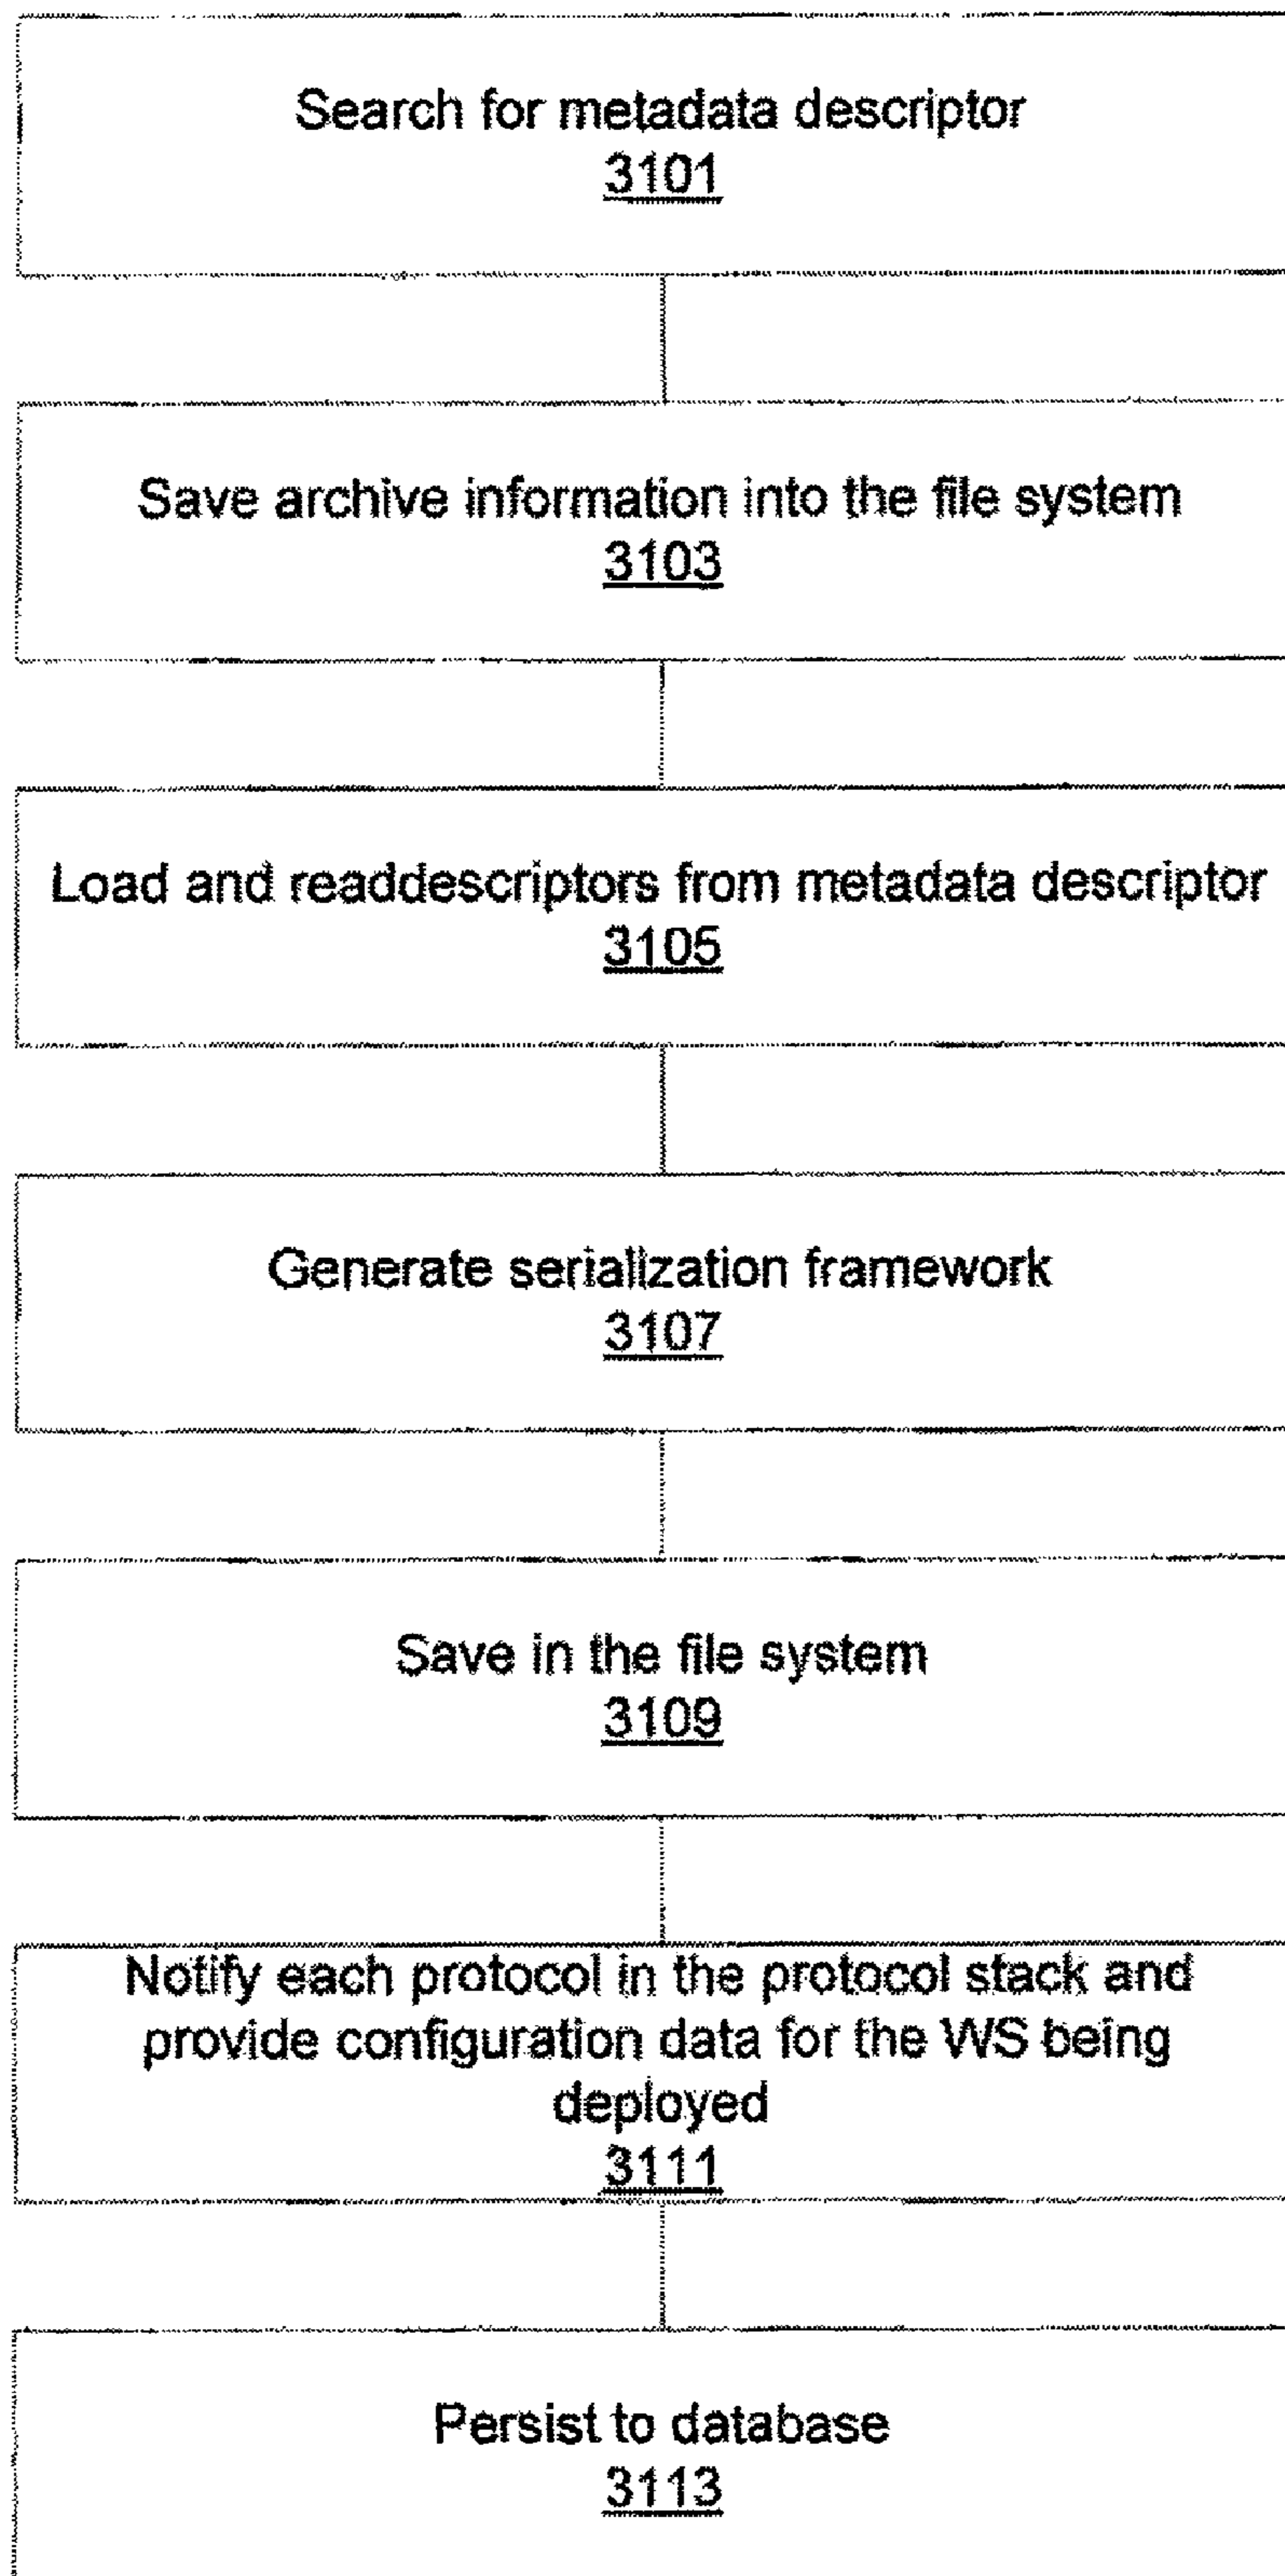 Search for metadata descriptor
3101
Save archive information into the file system
3103
Load and readdescriptors from metadata descriptor
3105
Generate serialization framework
3107
Save in the file system
3109
Notify each protocol in the protocol stack and
provide configuration data for the WS being
deployed
3111
Persist to database
3113